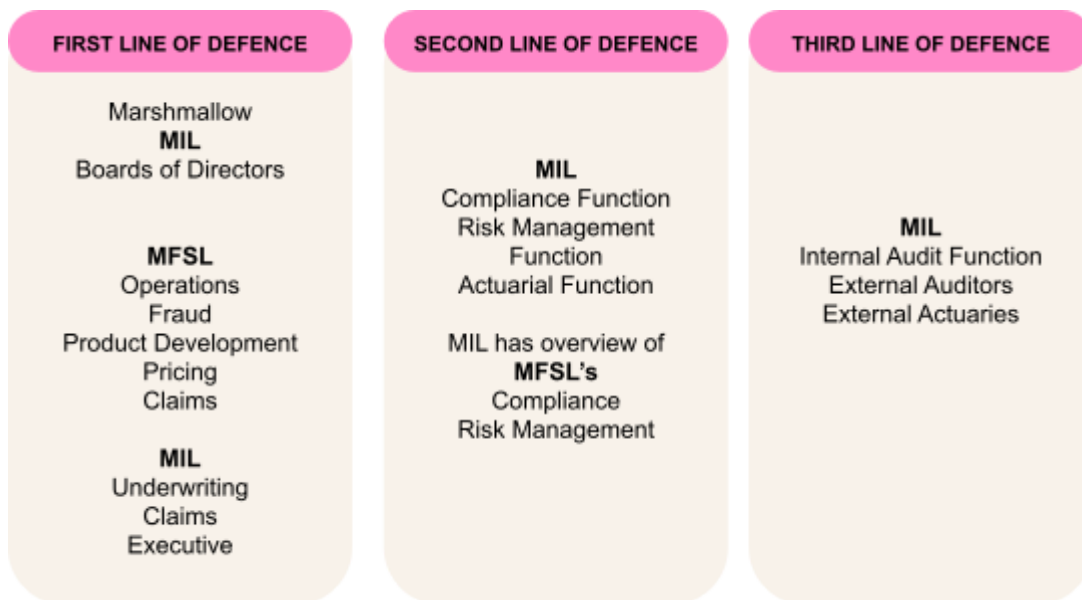 FIRST LINE OF DEFENCE
Marshmallow
MIL
Boards of Directors
MFSL
Operations
Fraud
Product Development
Pricing
Claims
MIL
Underwriting
Claims
Executive
SECOND LINE OF DEFENCE
MIL
Compliance Function
Risk Management
Function
Actuarial Function
MIL has overview of
MFSL’s
Compliance
Risk Management
THIRD LINE OF DEFENCE
MIL
Internal Audit Function
External Auditors
External Actuaries